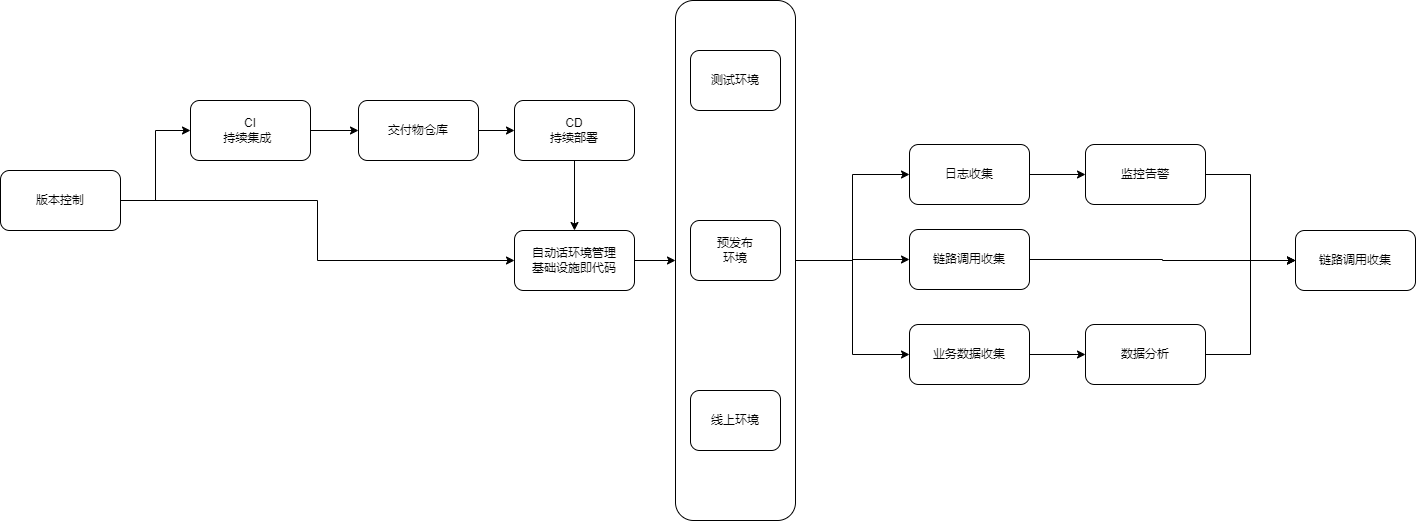 版本控制
CI
持续集成
交付物仓库
CD
持续部署
自动话环境管理
基础设施即代码
测试环境
预发布
环境
线上环境
日志收集
监控告警
链路调用收集
业务数据收集
数据分析
链路调用收集